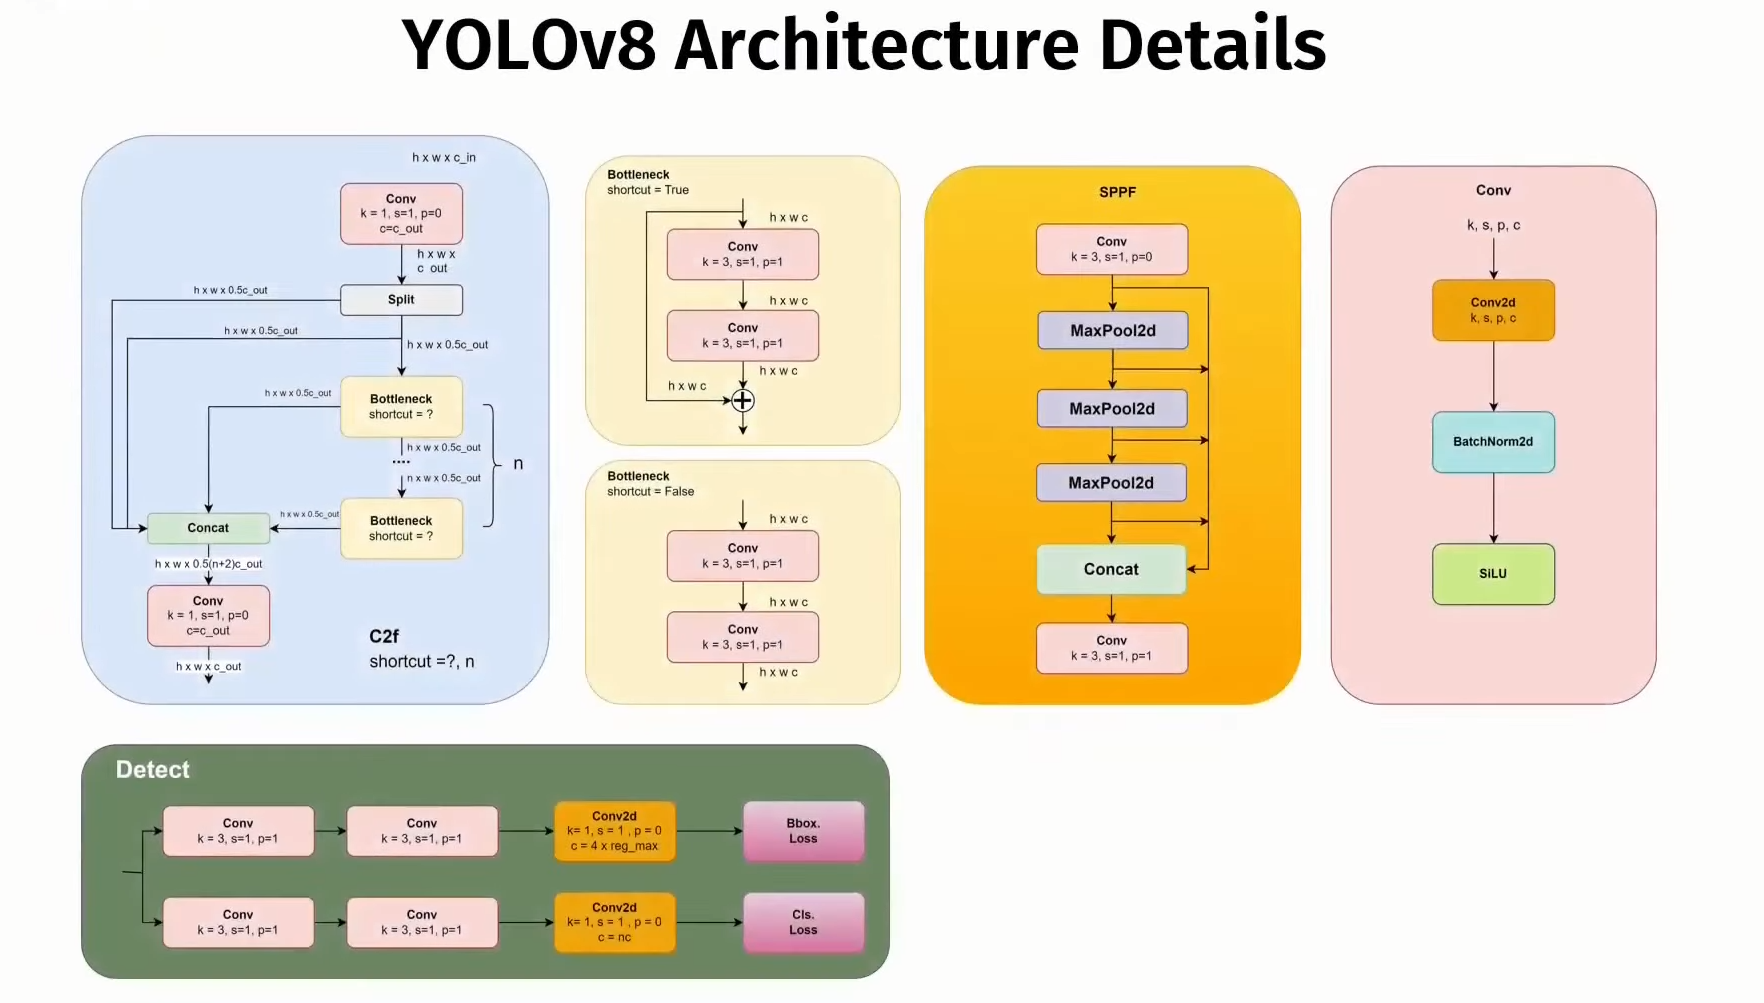 YOLOv8 Architecture Details
h x w x c_in
Conv
k = 1, s=1, p=0
c=c_out
h x w x
c out
Split
h x w x 0.5c_out
h x w x 0.5c_out
h x w x 0.5c_out
Bottleneck
shortcut = ?
h x w x 0.5c_out
h x w x 0.5c_out
....
n x w x 0.5c_out
n
Bottleneck
shortcut = ?
h x w x 0.5c_out
Concat
h x w x 0.5(n+2)c_out
Conv
k = 1, s=1, p=0
c=c_out
h x w x c_out
C2f
shortcut =?, n
Bottleneck
shortcut = True
h x w c
Conv
k = 3, s=1, p=1
h x w c
Conv
k = 3, s=1, p=1
h x w c
h x w c
+
Bottleneck
shortcut = False
h x w c
Conv
k = 3, s=1, p=1
h x w c
Conv
k = 3, s=1, p=1
h x w c
SPPF
Conv
k = 3, s=1, p=0
MaxPool2d
MaxPool2d
MaxPool2d
Concat
Conv
k = 3, s=1, p=1
Conv
k, s, p, c
Conv2d
k, s, p, c
BatchNorm2d
SiLU
Detect
Conv
k = 3, s=1, p=1
Conv
k = 3, s=1, p=1
Conv2d
k= 1, s = 1 , p = 0
c = 4 x reg_max
Bbox.
Loss
Conv
k = 3, s=1, p=1
Conv
k = 3, s=1, p=1
Conv2d
k= 1, s = 1 , p = 0
c = nc
Cls.
Loss